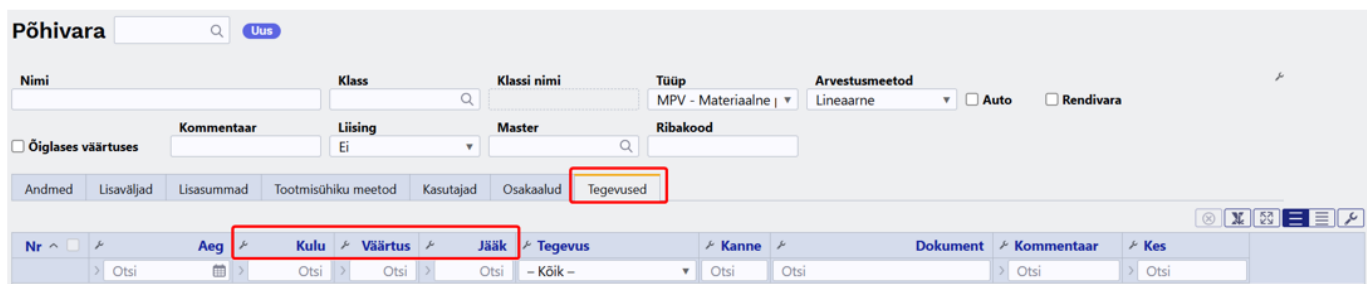 Põhivara Uus
Nimi Klass Klassi nimi Tüüp Arvestusmeetod
MPV - Materiaalne Lineaarne Auto Rendivara
Kommentaar Liising Master Ribakood
Õiglases väärtuses Ei
Andmed Lisaväljad Lisasummad Tootmisühiku meetod Kasutajad Osakaalud Tegevused
Nr Aeg Kulu Väärtus Jääk Tegevus Kanne Dokument Kommentaar Kes
Otsi Otsi Otsi Otsi – Kõik – Otsi Otsi Otsi Otsi